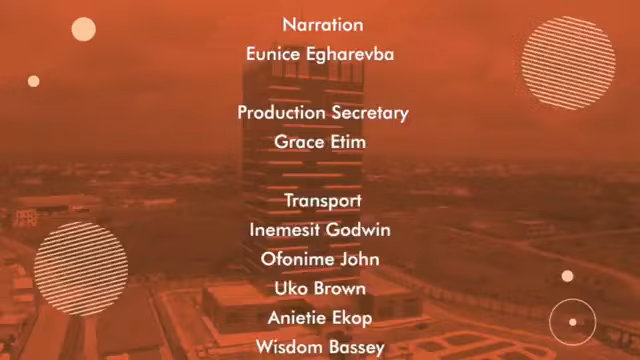 Narration
Eunice Egharevba
Production Secretary
Grace Etim
Transport
Inemesit Godwin
Ofonime John
Uko Brown
Anietie Ekop
Wisdom Bassey